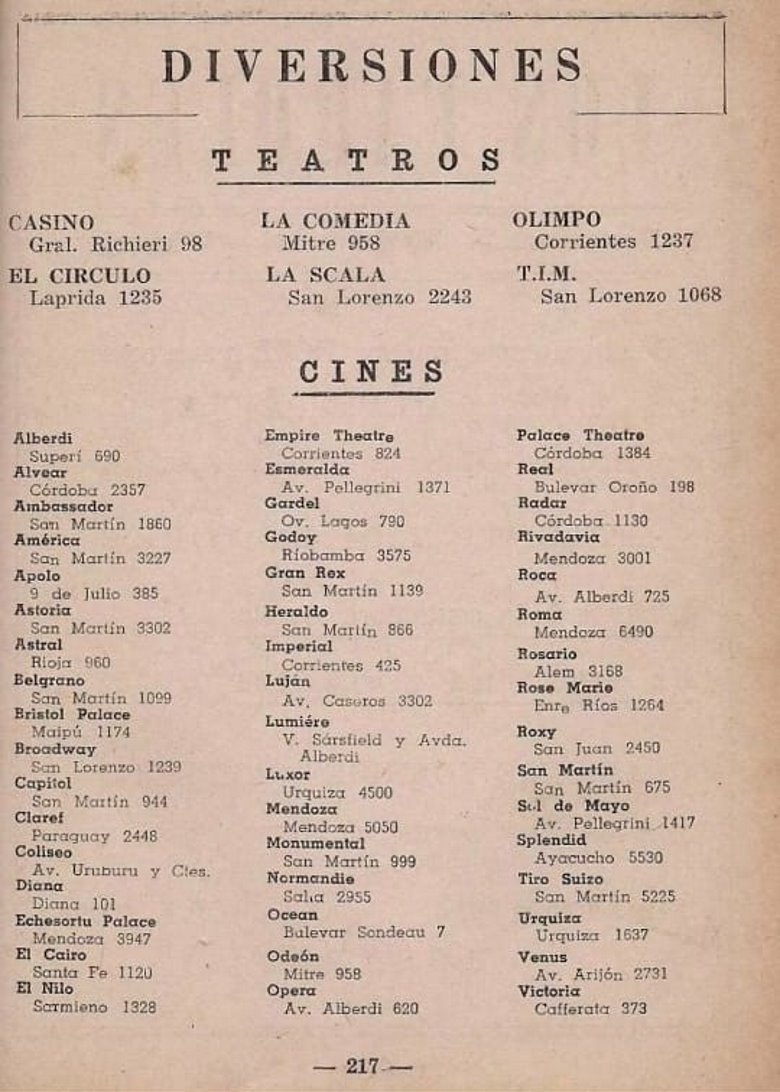 DIVERSIONES
TEATROS
CASINO
Gral. Richieri 98
EL CIRCULO
Laprida 1235
LA COMEDIA
Mitre 958
LA SCALA
San Lorenzo 2243
OLIMPO
Corrientes 1237
T.I.M.
San Lorenzo 1068
CINES
Alberdi
Superí 690
Alvear
Córdoba 2357
Ambassador
San Martín 1860
América
San Martín 3227
Apolo
9 de Julio 385
Astoria
San Martín 3302
Astral
Rioja 960
Belgrano
San Martín 1099
Bristol Palace
Maipú 1174
Broadway
San Lorenzo 1239
Capitol
San Martín 944
Claref
Paraguay 2448
Coliseo
Av. Uruburu y Cies.
Diana
Diana 101
Echesortu Palace
Mendoza 3947
El Cairo
Santa Fe 1120
El Nilo
Sarmieno 1328
Empire Theatre
Corrientes 824
Esmeralda
Av. Pellegrini 1371
Gardel
Ov. Lagos 790
Godoy
Ríobamba 3575
Gran Rex
San Martín 1139
Heraldo
San Martín 866
Imperial
Corrientes 425
Luján
Av. Caseros 3302
Lumiére
V. Sársfield y Avda.
Alberdi
Luxor
Urquiza 4500
Mendoza
Mendoza 5050
Monumental
San Martín 999
Normandie
Salta 2955
Ocean
Bulevar Sondeau 7
Odeón
Mitre 958
Opera
Av. Alberdi 620
Palace Theatre
Córdoba 1384
Real
Bulevar Oroño 198
Radar
Córdoba 1130
Rivadavia
Mendoza 3001
Roca
Av. Alberdi 725
Roma
Mendoza 6490
Rosario
Alem 3168
Rose Marie
Enre Ríos 1264
Roxy
San Juan 2450
San Martín
San Martín 675
Sol de Mayo
Av. Pellegrini 1417
Splendid
Ayacucho 5530
Tiro Suizo
San Martín 5225
Urquiza
Urquiza 1637
Venus
Av. Arijón 2731
Victoria
Cafferata 373
— 217 —